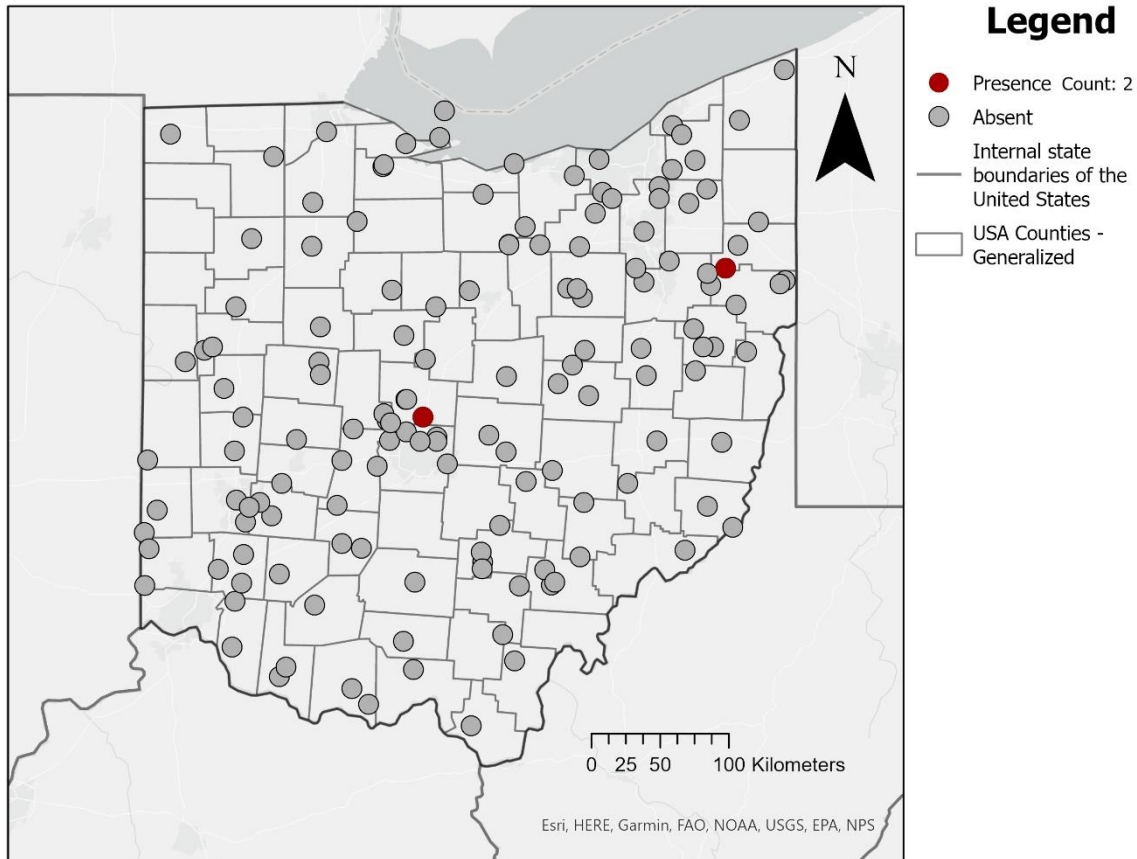 Legend
N
Presence Count: 2
Absent
Internal state
boundaries of the
United States
USA Counties -
Generalized
0 25 50 100 Kilometers
Esri, HERE, Garmin, FAO, NOAA, USGS, EPA, NPS